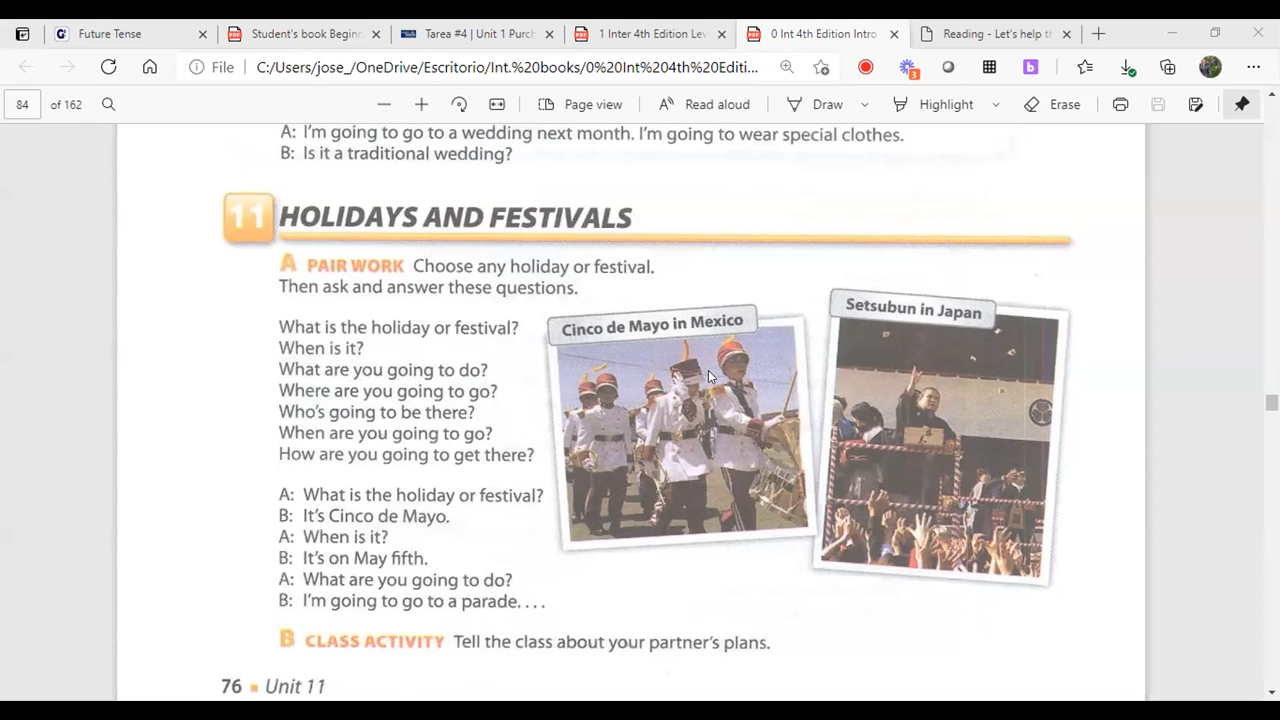 Future Tense
Student's book Begin
Tarea #4 | Unit 1 Purch
1 Inter 4th Edition Lev
0 Int 4th Edition Intro
Reading - Let's help th
File
C:/Users/jose_/OneDrive/Escritorio/Int.%20books/0%20Int%204th%20Editi...
3
84 of 162
Page view
Read aloud
Draw
Highlight
Erase
A: I'm going to go to a wedding next month. I'm going to wear special clothes.
B: Is it a traditional wedding?
11 HOLIDAYS AND FESTIVALS
A PAIR WORK Choose any holiday or festival.
Then ask and answer these questions.
What is the holiday or festival?
When is it?
What are you going to do?
Where are you going to go?
Who's going to be there?
When are you going to go?
How are you going to get there?
A: What is the holiday or festival?
B: It's Cinco de Mayo.
A: When is it?
B: It's on May fifth.
A: What are you going to do?
B: I'm going to go to a parade. . . .
Cinco de Mayo in Mexico
Setsubun in Japan
B CLASS ACTIVITY Tell the class about your partner's plans.
76 ▪ Unit 11